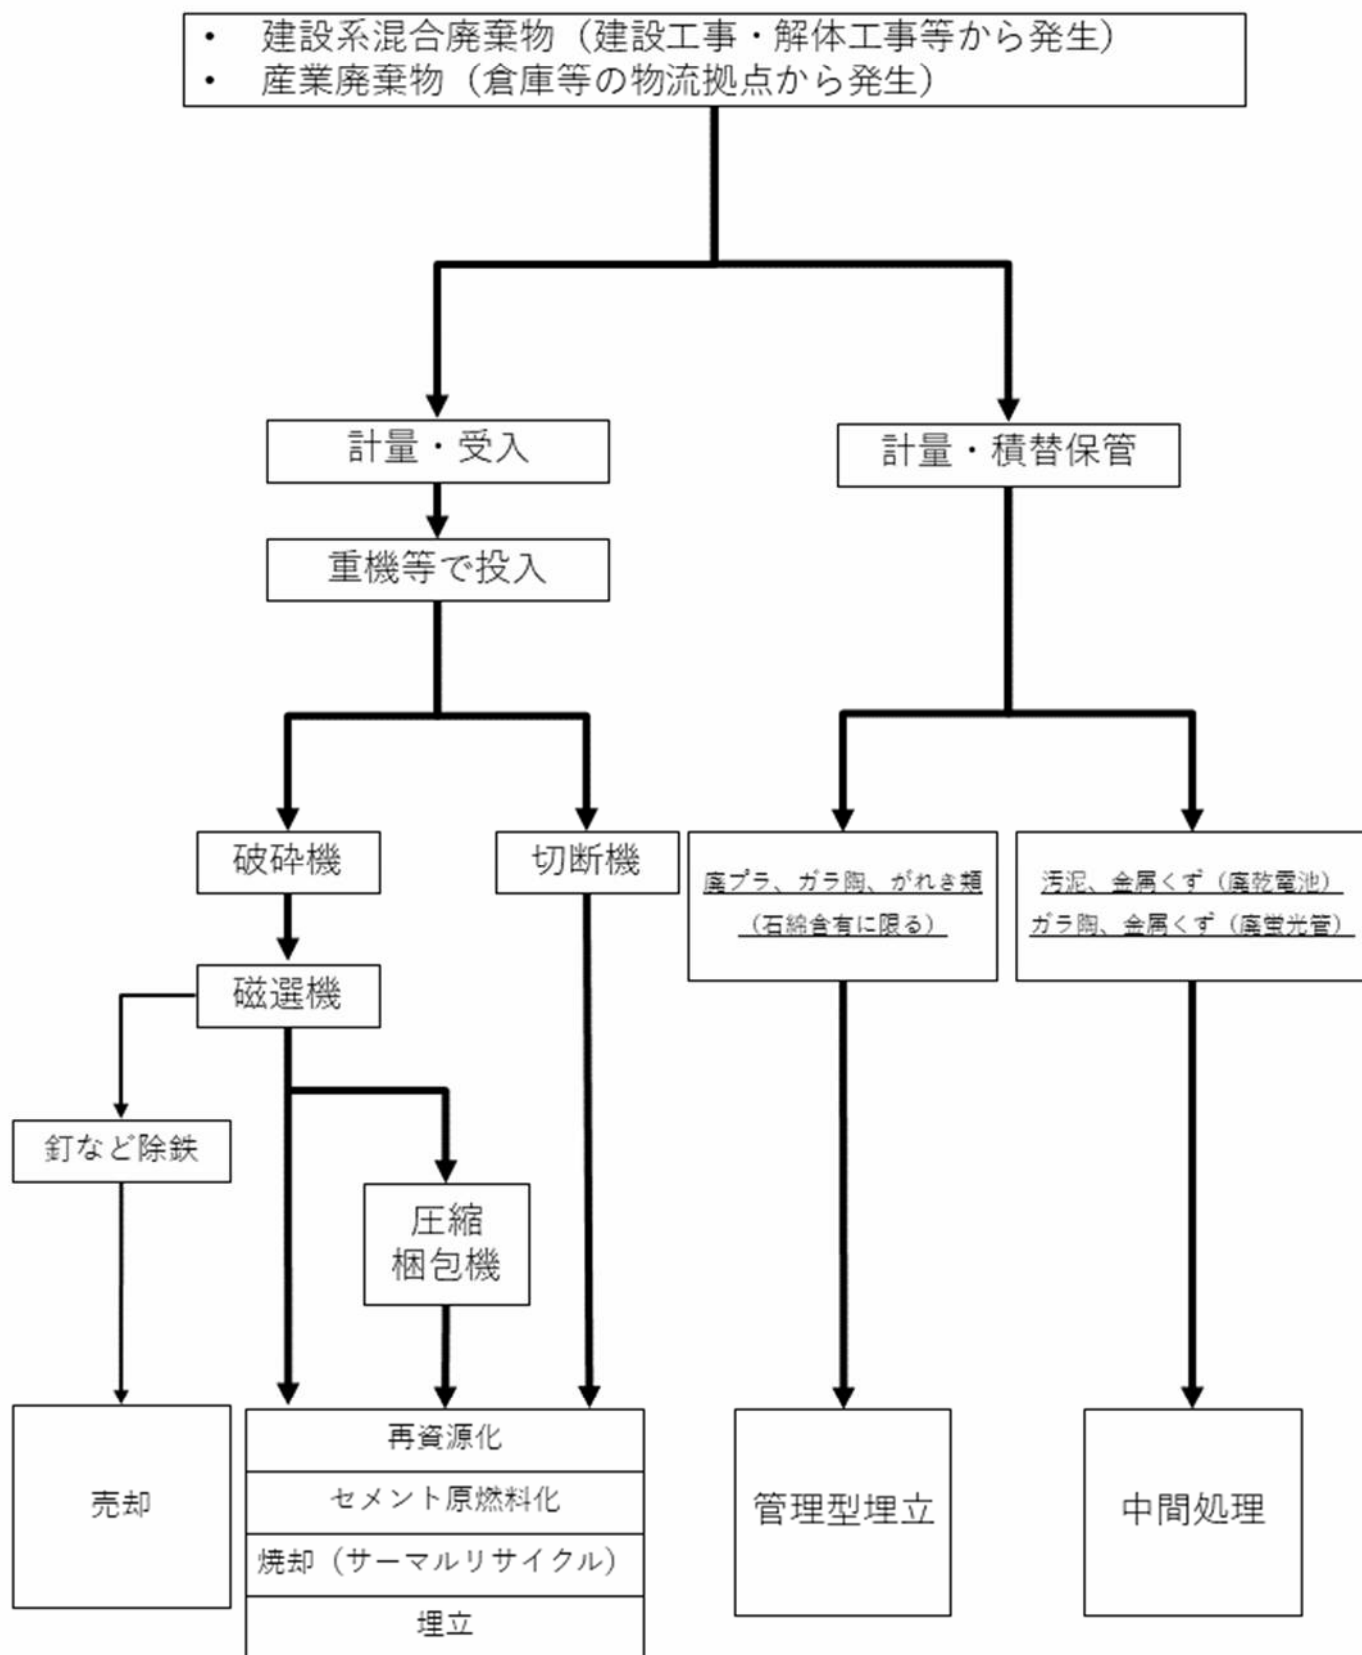 • 建設系混合廃棄物（建設工事・解体工事等から発生）
• 産業廃棄物（倉庫等の物流拠点から発生）
計量・受入
計量・積替保管
重機等で投入
破砕機
切断機
廃プラ、ガラ陶、がれき類
（石綿含有に限る）
汚泥、金属くず（廃乾電池）
ガラ陶、金属くず（廃蛍光管）
磁選機
釘など除鉄
圧縮
梱包機
売却
再資源化
セメント原燃料化
焼却（サーマルリサイクル）
埋立
管理型埋立
中間処理